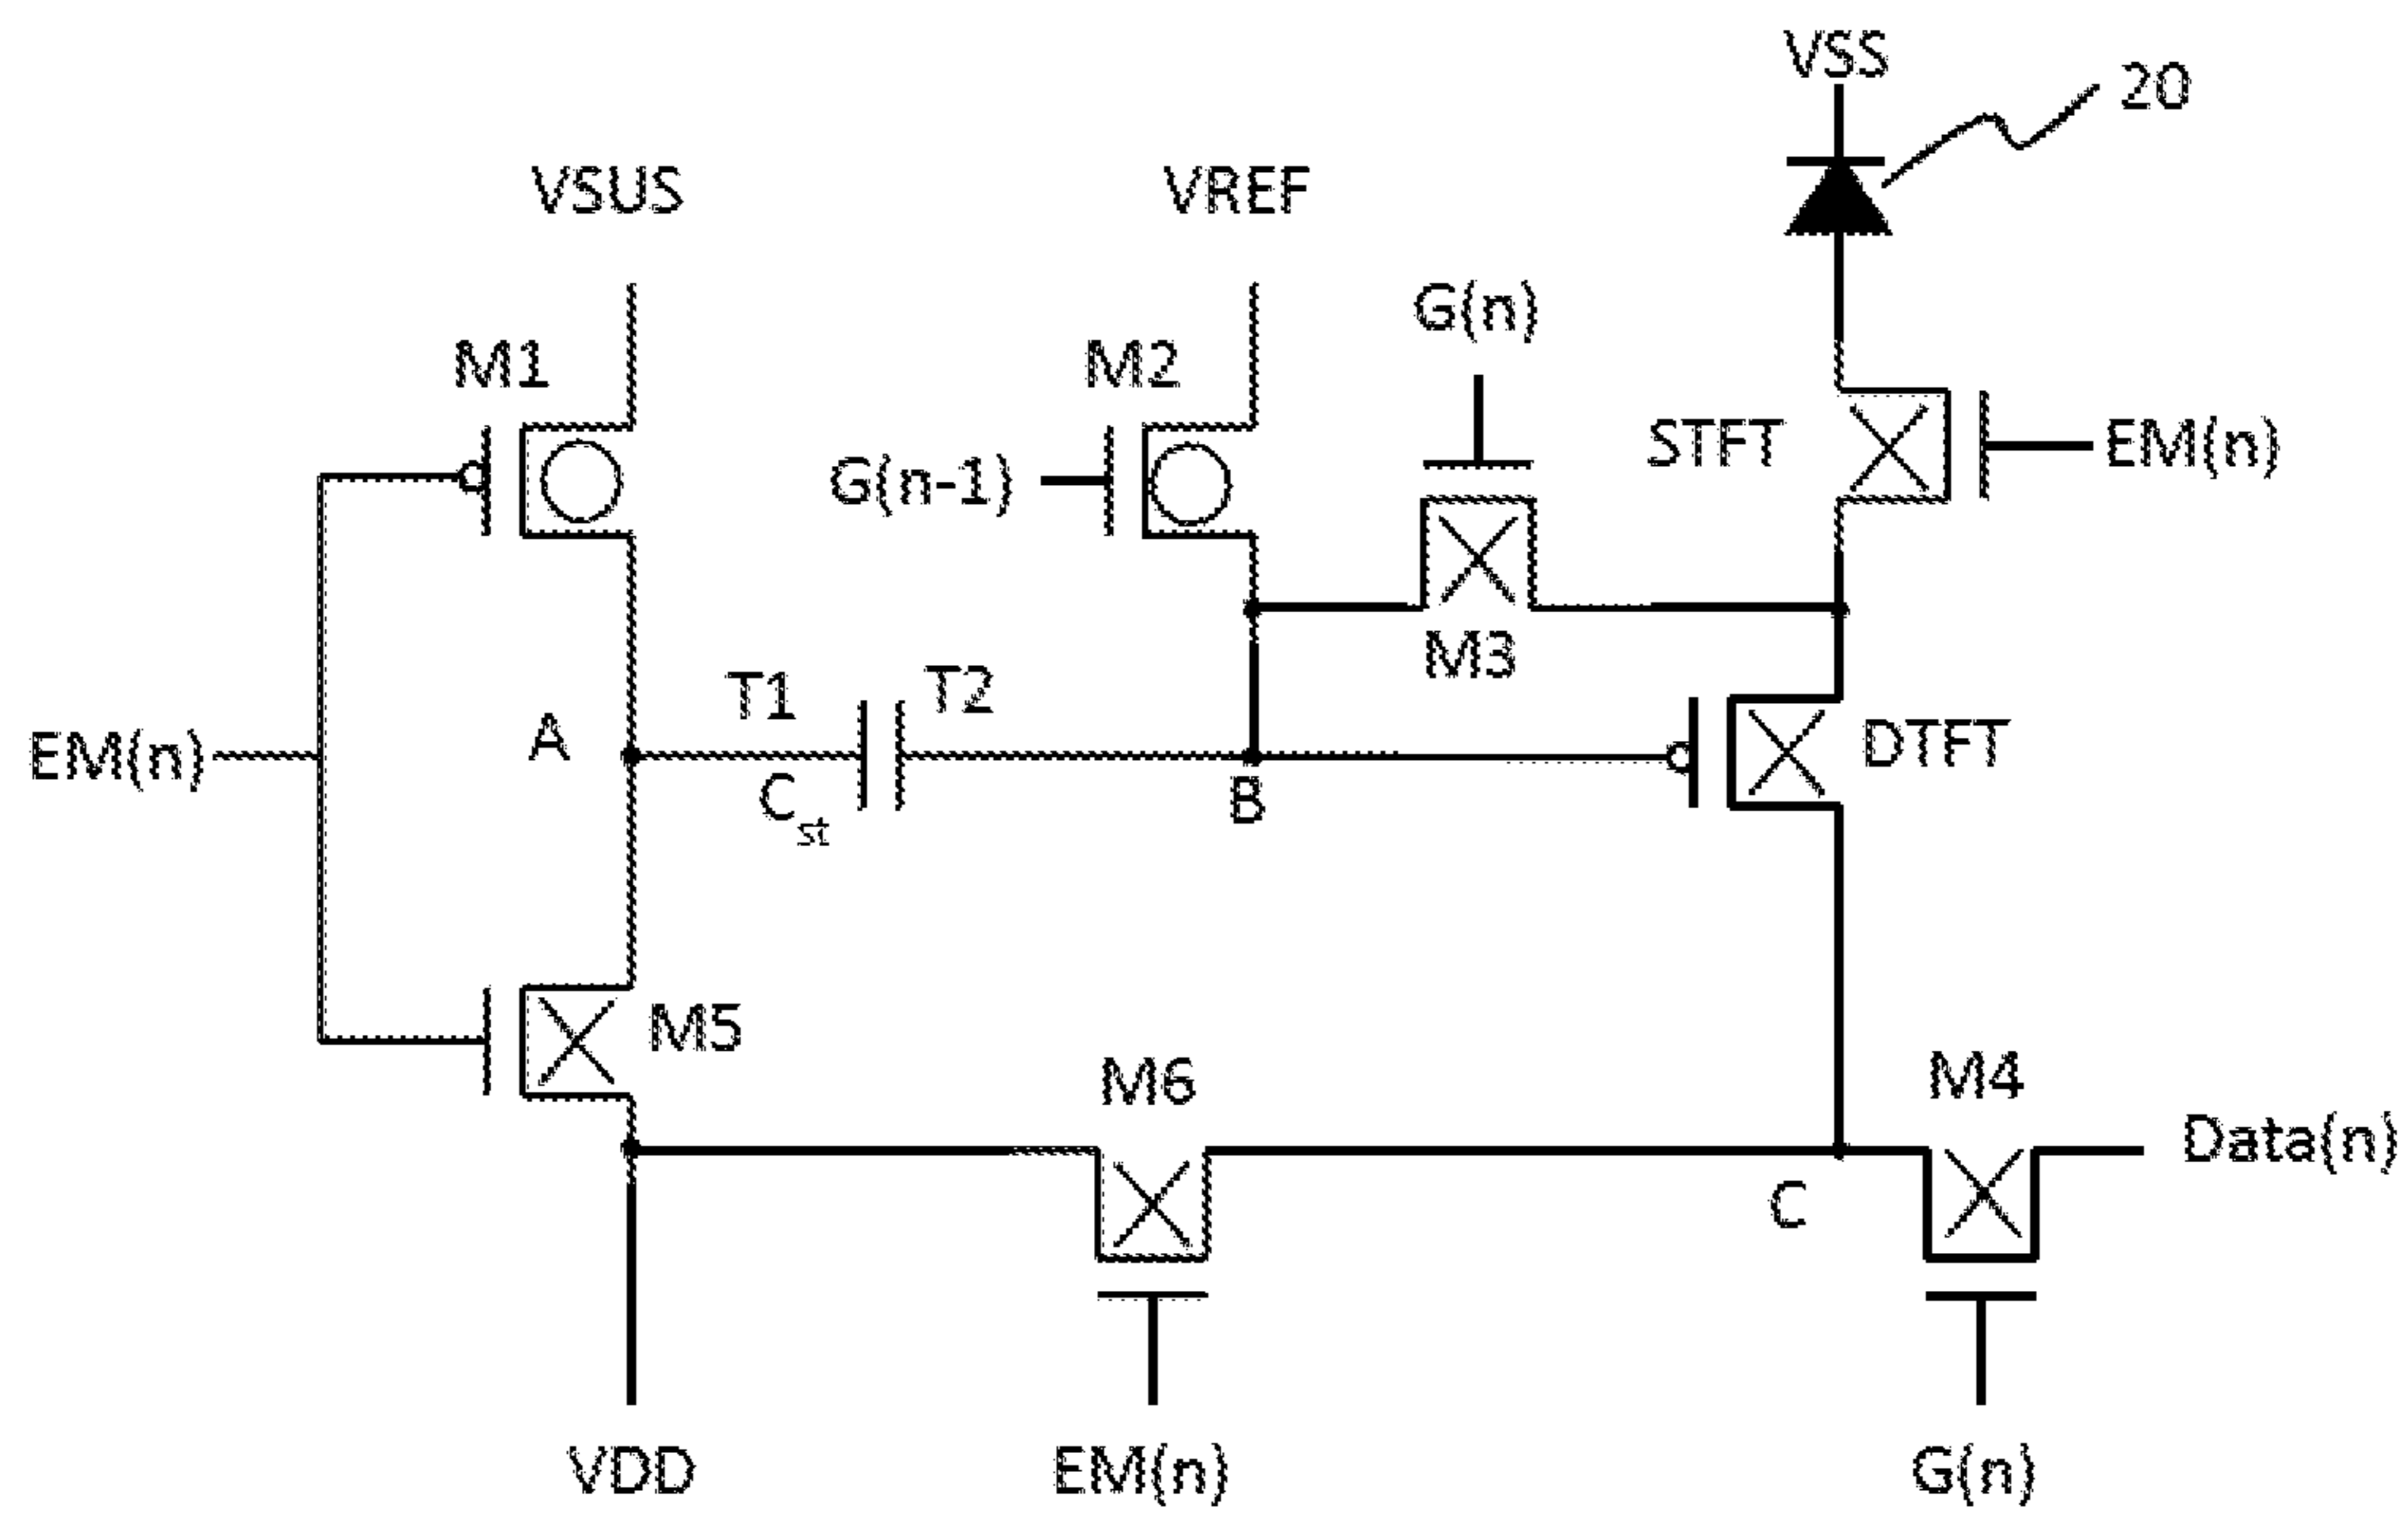 VSS
20
VSUS
VREF
G(n)
M1
M2
STFT
EM(n)
G(n-1)
M3
T1
T2
A
EM(n)
DTFT
Cst
B
M5
M6
M4
Data(n)
C
VDD
EM(n)
G(n)